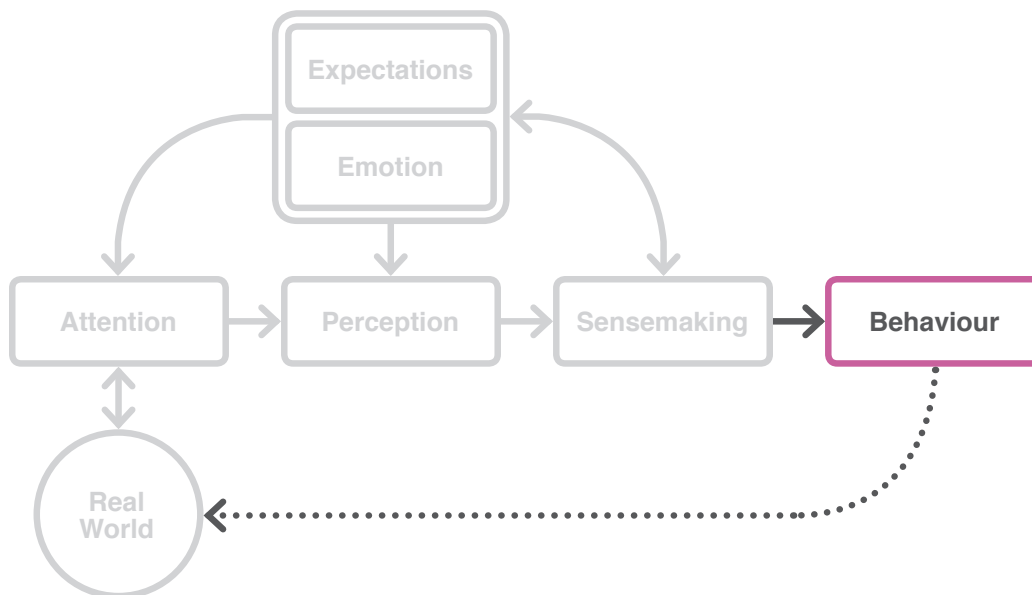 Expectations
Emotion
Attention
Perception
Sensemaking
Behaviour
Real
World